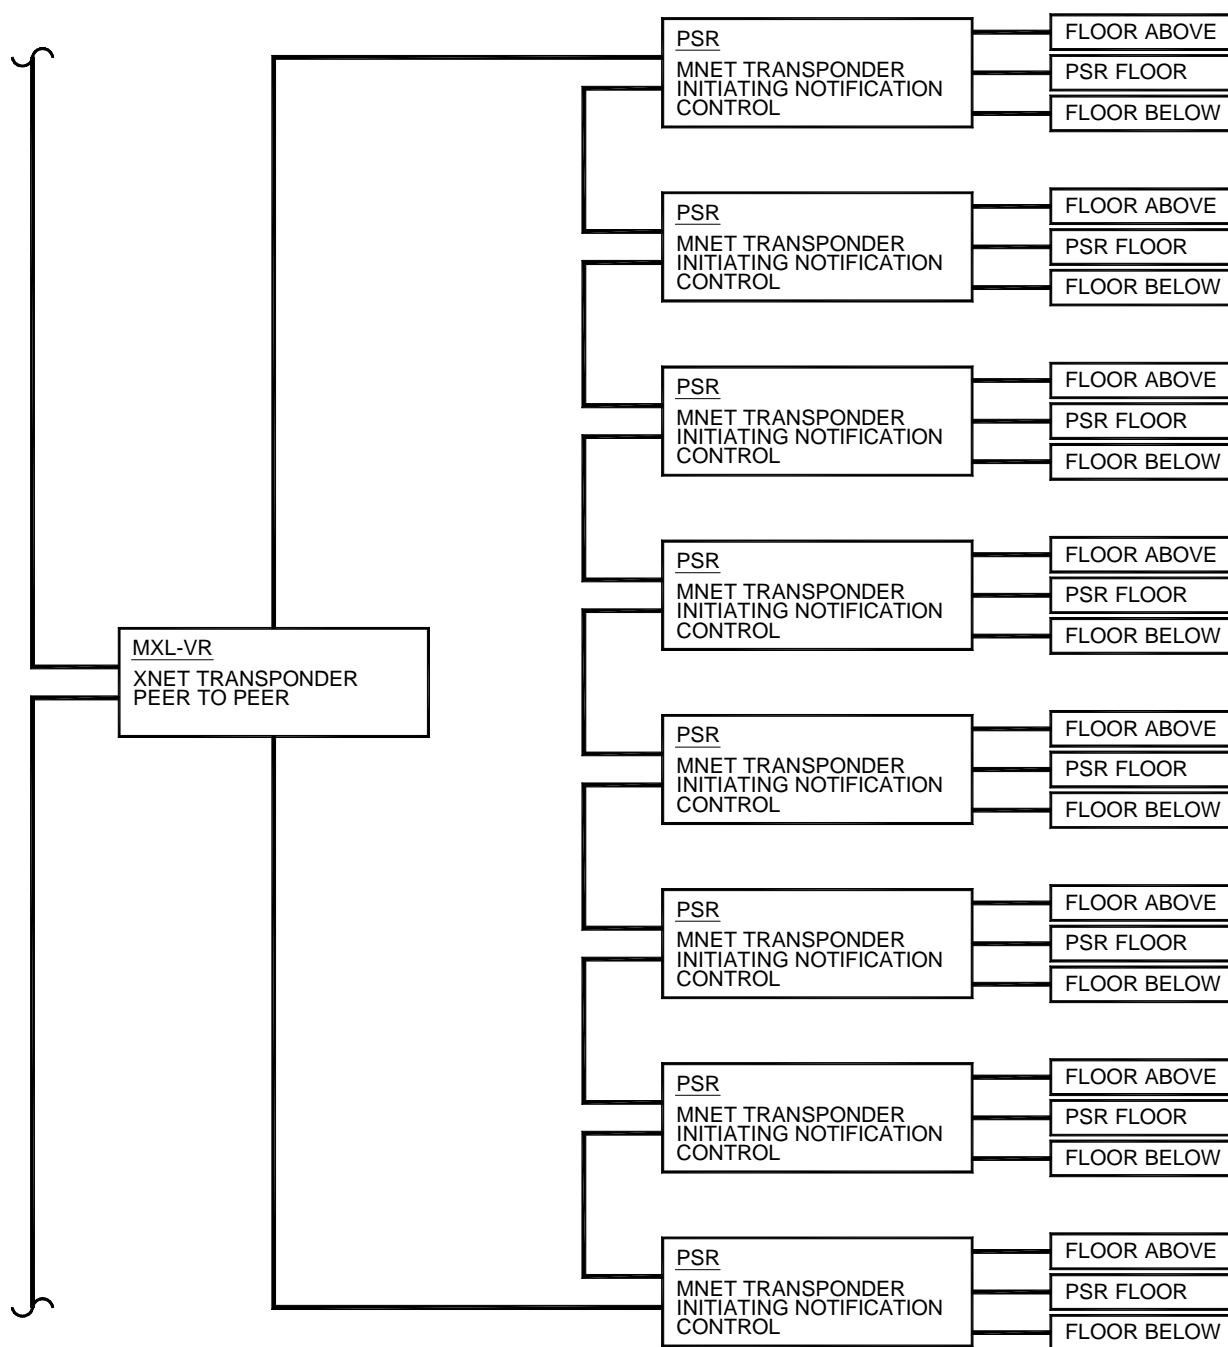 PSR
MNET TRANSPONDER
INITIATING NOTIFICATION
CONTROL
FLOOR ABOVE
PSR FLOOR
FLOOR BELOW
PSR
MNET TRANSPONDER
INITIATING NOTIFICATION
CONTROL
FLOOR ABOVE
PSR FLOOR
FLOOR BELOW
PSR
MNET TRANSPONDER
INITIATING NOTIFICATION
CONTROL
FLOOR ABOVE
PSR FLOOR
FLOOR BELOW
PSR
MNET TRANSPONDER
INITIATING NOTIFICATION
CONTROL
FLOOR ABOVE
PSR FLOOR
FLOOR BELOW
MXL-VR
XNET TRANSPONDER
PEER TO PEER
PSR
MNET TRANSPONDER
INITIATING NOTIFICATION
CONTROL
FLOOR ABOVE
PSR FLOOR
FLOOR BELOW
PSR
MNET TRANSPONDER
INITIATING NOTIFICATION
CONTROL
FLOOR ABOVE
PSR FLOOR
FLOOR BELOW
PSR
MNET TRANSPONDER
INITIATING NOTIFICATION
CONTROL
FLOOR ABOVE
PSR FLOOR
FLOOR BELOW
PSR
MNET TRANSPONDER
INITIATING NOTIFICATION
CONTROL
FLOOR ABOVE
PSR FLOOR
FLOOR BELOW